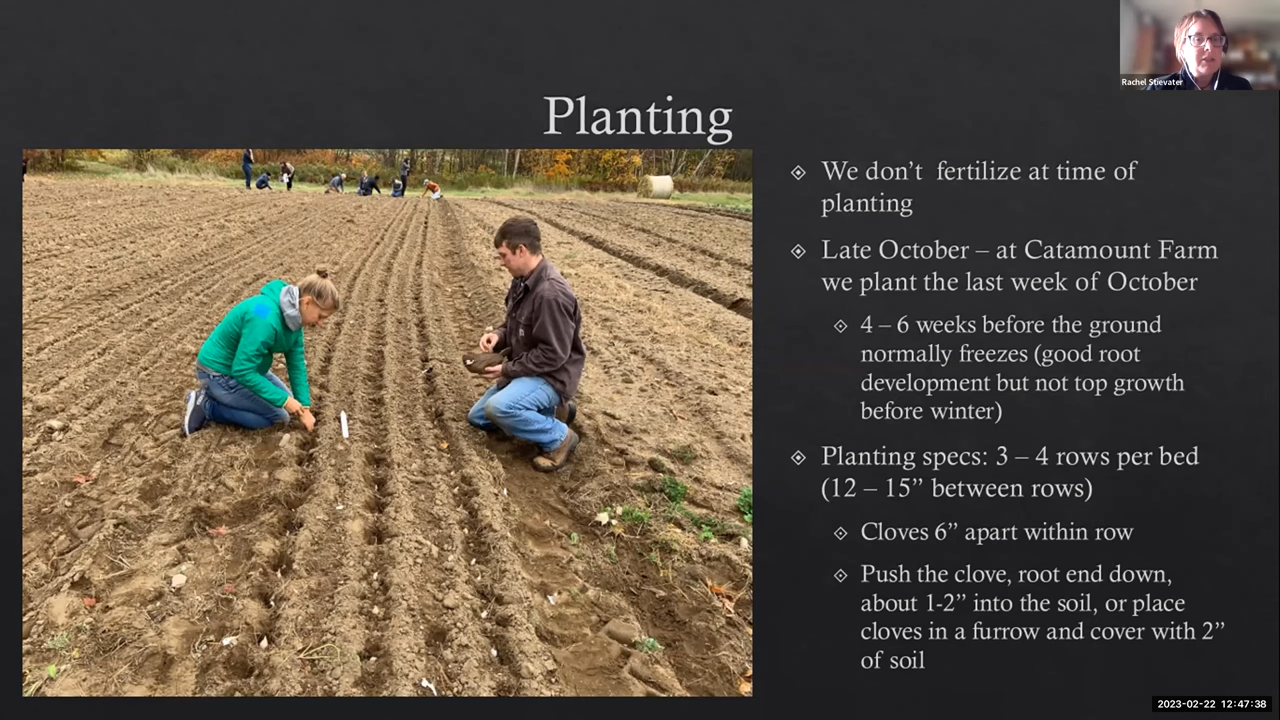 Rachel Stievater
Planting
We don’t fertilize at time of
planting
Late October – at Catamount Farm
we plant the last week of October
4 – 6 weeks before the ground
normally freezes (good root
development but not top growth
before winter)
Planting specs: 3 – 4 rows per bed
(12 – 15” between rows)
Cloves 6” apart within row
Push the clove, root end down,
about 1-2” into the soil, or place
cloves in a furrow and cover with 2”
of soil
2023-02-22 12:47:38